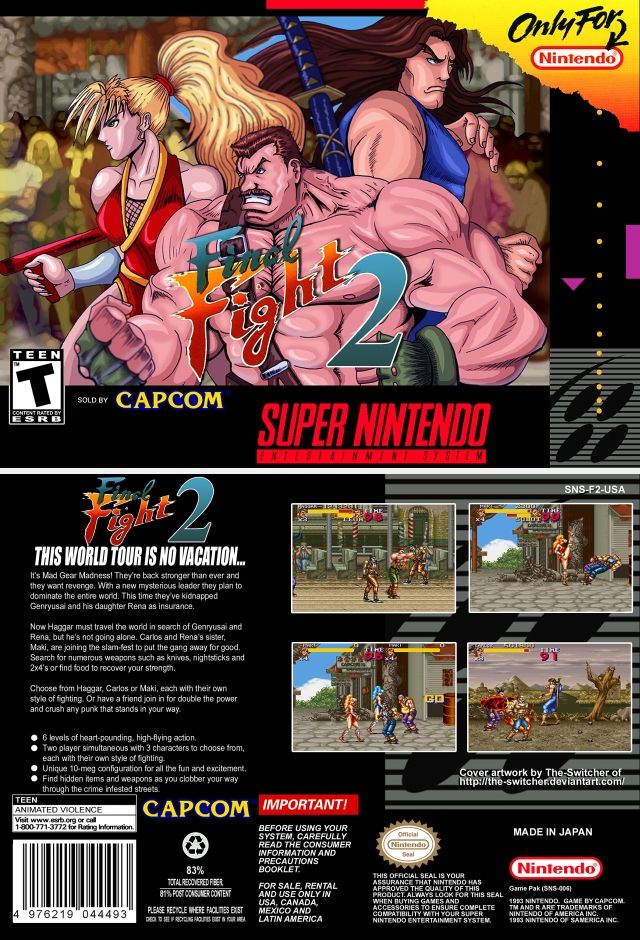 Only For
Nintendo
Final
Fight
2
TEEN
T
CONTENT RATED BY
ESRB
SOLD BY CAPCOM
SUPER NINTENDO
ENTERTAINMENT SYSTEM
SNS-F2-USA
Final
Fight
2
THIS WORLD TOUR IS NO VACATION...
It's Mad Gear Madness! They're back stronger than ever and
they want revenge. With a new mysterious leader they plan to
dominate the entire world. This time they've kidnapped
Genryusai and his daughter Rena as insurance.
Now Haggar must travel the world in search of Genryusai and
Rena, but he's not going alone. Carlos and Rena's sister,
Maki, are joining the slam-fest to put the gang away for good.
Search for numerous weapons such as knives, nightsticks and
2x4's or find food to recover your strength.
Choose from Haggar, Carlos or Maki, each with their own
style of fighting. Or have a friend join in for double the power
and crush any punk that stands in your way.
● 6 levels of heart-pounding, high-flying action.
● Two player simultaneous with 3 characters to choose from,
each with their own style of fighting.
● Unique 10-meg configuration for all the fun and excitement.
● Find hidden items and weapons as you clobber your way
through the crime infested streets.
TIME
TIME
TIME
TIME
91
GO
Cover artwork by The-Switcher of
http://the-switcher.deviantart.com/
TEEN
ANIMATED VIOLENCE
Visit www.esrb.org or call
1-800-771-3772 for Rating Information.
4 976219 044493
CAPCOM
83%
TOTAL RECOVERED FIBER
81% POST CONSUMER CONTENT
PLEASE RECYCLE WHERE FACILITIES EXIST
CHECK TO SEE IF RECYCLING FACILITIES EXIST IN YOUR AREA
IMPORTANT!
BEFORE USING YOUR
SYSTEM, CAREFULLY
READ THE CONSUMER
INFORMATION AND
PRECAUTIONS
BOOKLET.
FOR SALE, RENTAL
AND USE ONLY IN
USA, CANADA,
MEXICO AND
LATIN AMERICA
Official
Nintendo
Seal
THIS OFFICIAL SEAL IS YOUR
ASSURANCE THAT NINTENDO HAS
APPROVED THE QUALITY OF THIS
PRODUCT. ALWAYS LOOK FOR THIS SEAL
WHEN BUYING GAMES AND
ACCESSORIES TO ENSURE COMPLETE
COMPATIBILITY WITH YOUR SUPER
NINTENDO ENTERTAINMENT SYSTEM.
MADE IN JAPAN
Nintendo
Game Pak (SNS-006)
1993 NINTENDO. GAME BY CAPCOM.
TM AND R ARE TRADEMARKS OF
NINTENDO OF AMERICA INC.
1993 NINTENDO OF SAMERICA INC.